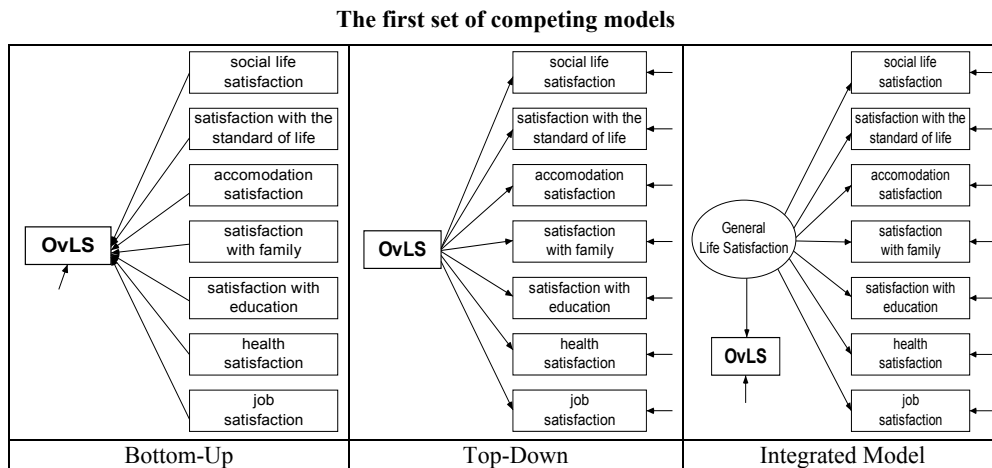 The first set of competing models
social life
satisfaction
satisfaction with the
standard of life
accomodation
satisfaction
OvLS
satisfaction
with family
satisfaction with
education
health
satisfaction
job
satisfaction
Bottom-Up
social life
satisfaction
satisfaction with the
standard of life
accomodation
satisfaction
OvLS
satisfaction
with family
satisfaction with
education
health
satisfaction
job
satisfaction
Top-Down
social life
satisfaction
satisfaction with the
standard of life
accomodation
satisfaction
General
Life Satisfaction
satisfaction
with family
satisfaction with
education
OvLS
health
satisfaction
job
satisfaction
Integrated Model